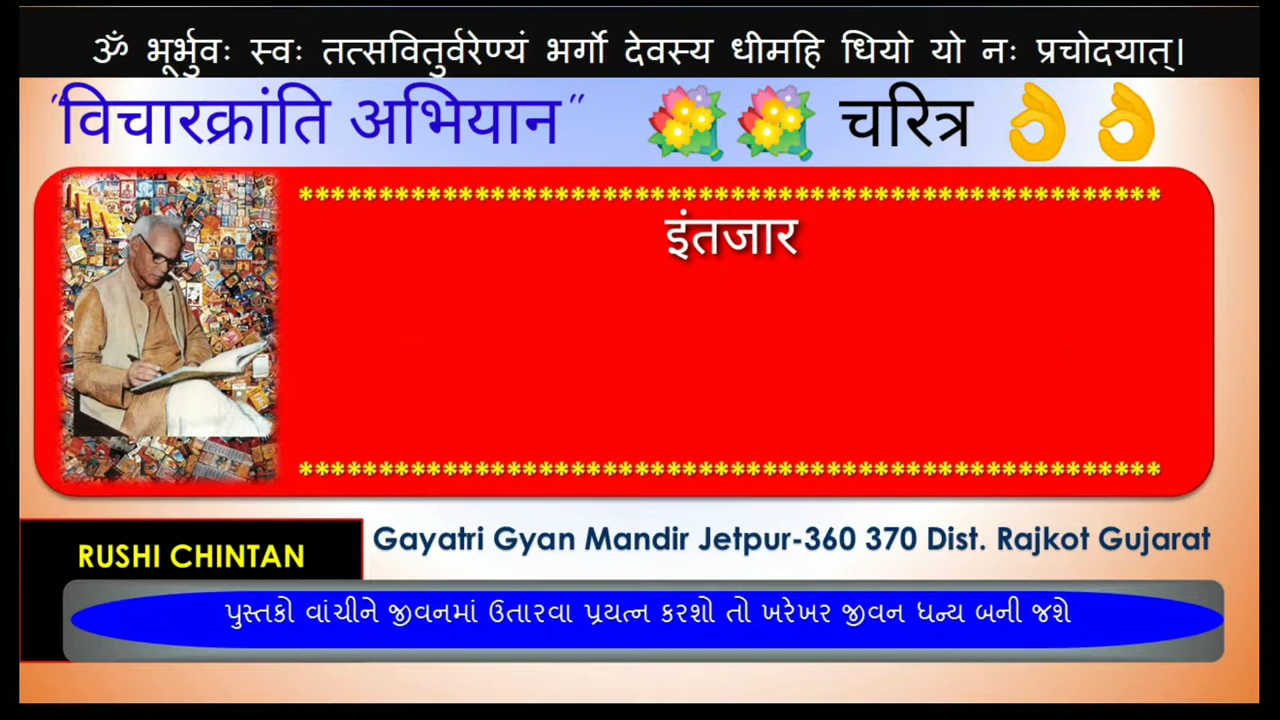 ॐ भूर्भुवः स्वः तत्सवितुर्वरेण्यं भर्गो देवस्य धीमहि धियो यो नः प्रचोदयात्।
“विचारक्रांति अभियान” 💐💐 चरित्र 👌👌
******************************************************
इंतजार
******************************************************
Gayatri Gyan Mandir Jetpur-360 370 Dist. Rajkot Gujarat
RUSHI CHINTAN
પુસ્તકો વાંચીને જીવનમાં ઉતારવા પ્રયત્ન કરશો તો ખરેખર જીવન ધન્ય બની જશે